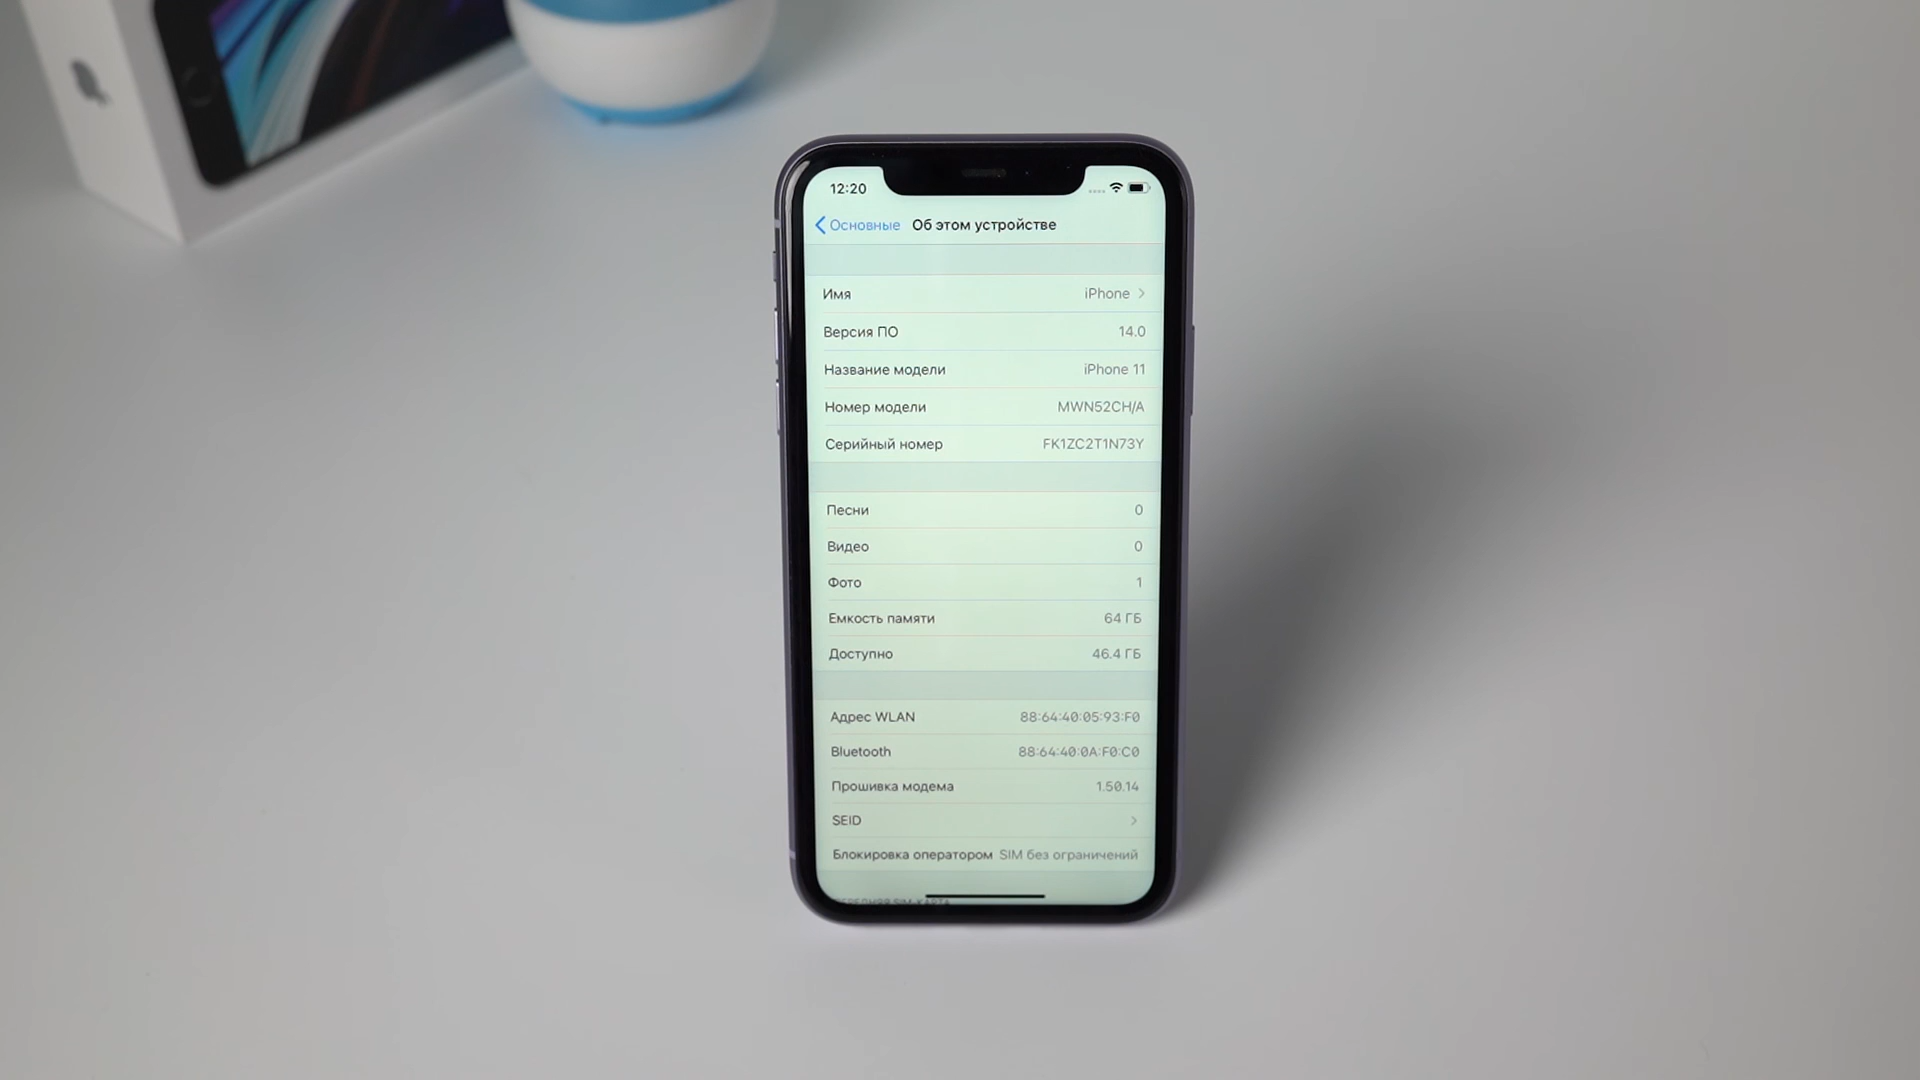 12:20
Основные Об этом устройстве
Имя iPhone
Версия ПО 14.0
Название модели iPhone 11
Номер модели MWN52CH/A
Серийный номер FK1ZC2T1N73Y
Песни 0
Видео 0
Фото 1
Емкость памяти 64 ГБ
Доступно 46.4 ГБ
Адрес WLAN 88:64:40:05:93:F0
Bluetooth 88:64:40:0A:F0:C0
Прошивка модема 1.50.14
SEID
Блокировка оператором SIM без ограничений